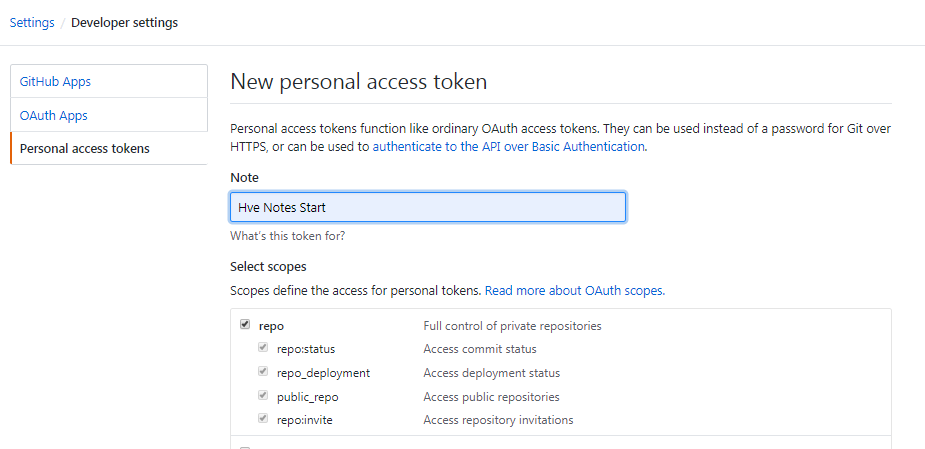 Settings / Developer settings
GitHub Apps
OAuth Apps
Personal access tokens
New personal access token
Personal access tokens function like ordinary OAuth access tokens. They can be used instead of a password for Git over
HTTPS, or can be used to authenticate to the API over Basic Authentication.
Note
Hve Notes Start
What's this token for?
Select scopes
Scopes define the access for personal tokens. Read more about OAuth scopes.
repo Full control of private repositories
repo:status Access commit status
repo_deployment Access deployment status
public_repo Access public repositories
repo:invite Access repository invitations